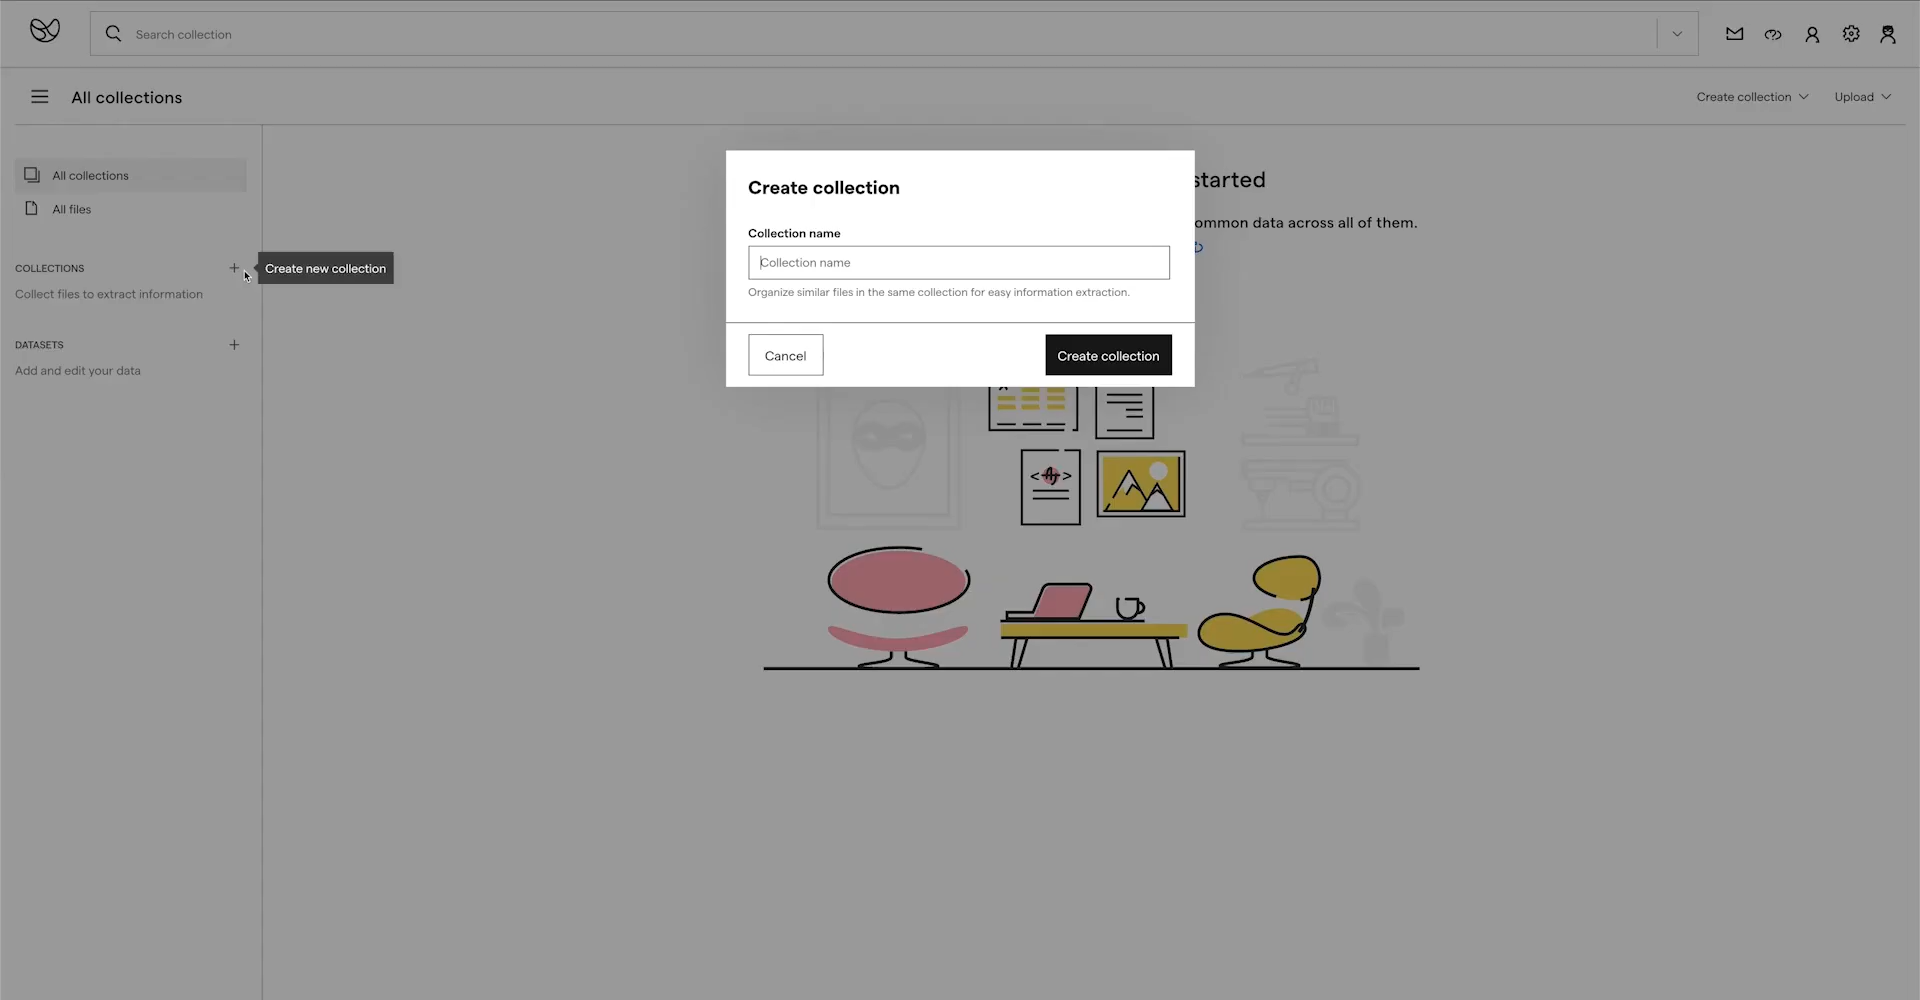 Search collection
All collections
Create collection
Upload
All collections
All files
COLLECTIONS
Create new collection
Collect files to extract information
DATASETS
Add and edit your data
started
ommon data across all of them.
Create collection
Collection name
Collection name
Organize similar files in the same collection for easy information extraction.
Cancel
Create collection